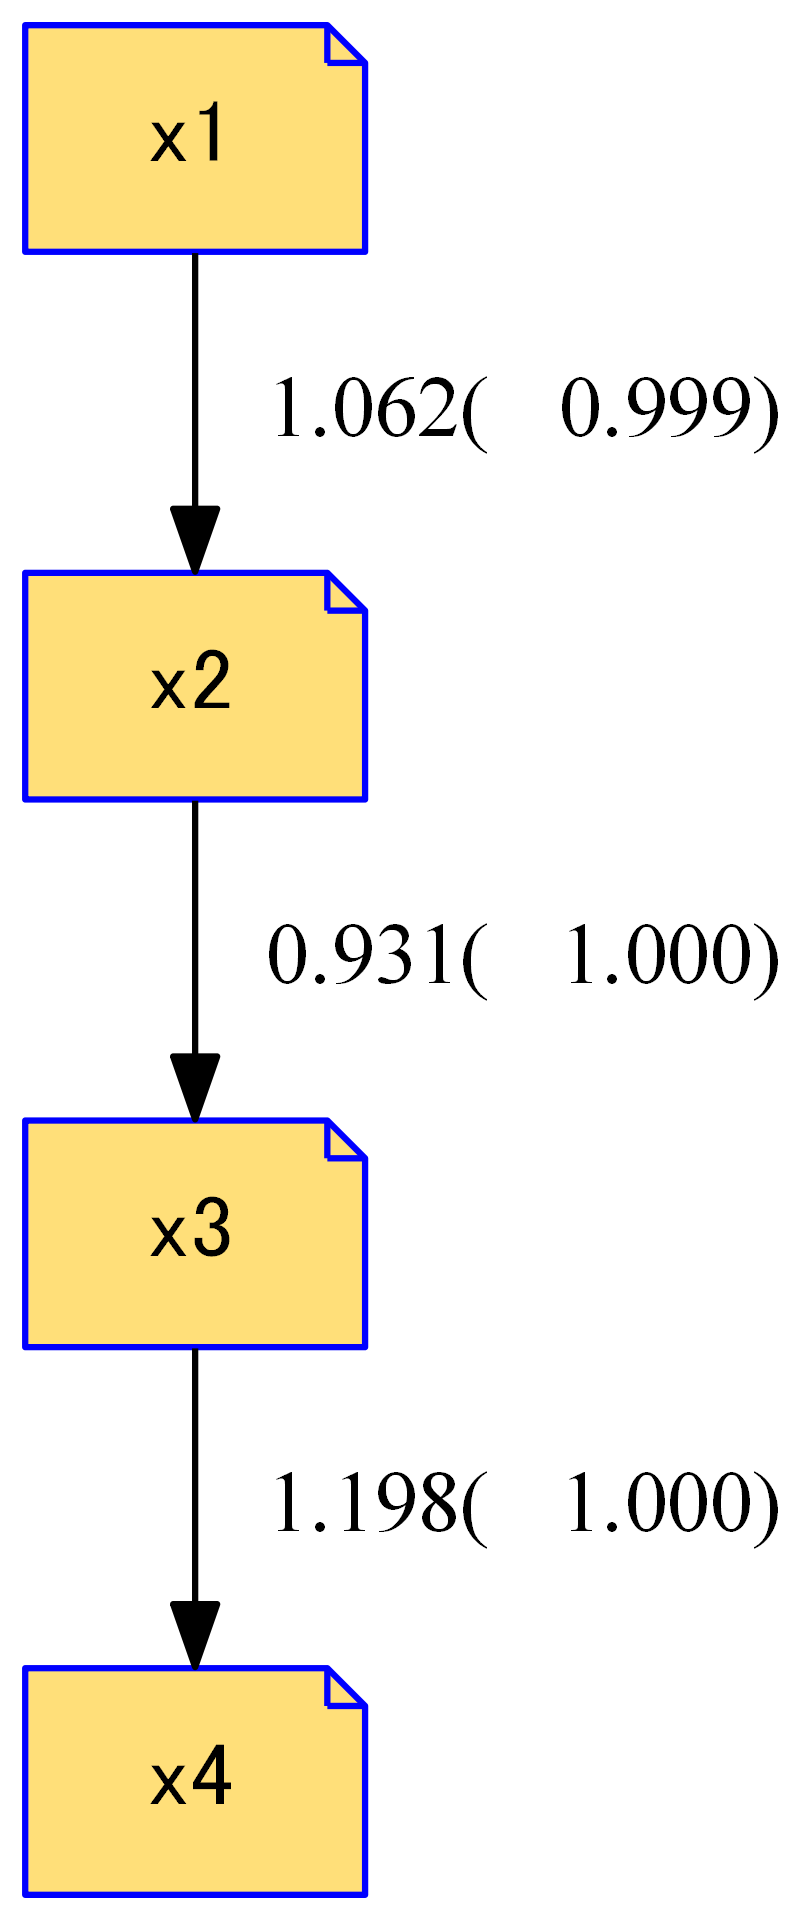 x1
1.062( 0.999)
x2
0.931( 1.000)
x3
1.198( 1.000)
x4